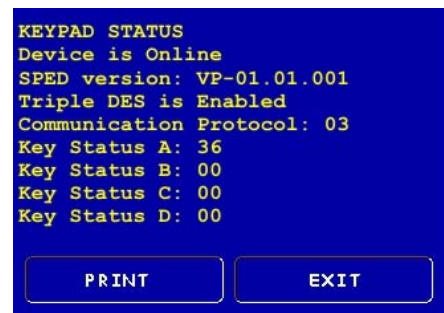 KEYPAD STATUS
Device is Online
SPED version: VP-01.01.001
Triple DES is Enabled
Communication Protocol: 03
Key Status A: 36
Key Status B: 00
Key Status C: 00
Key Status D: 00
PRINT EXIT